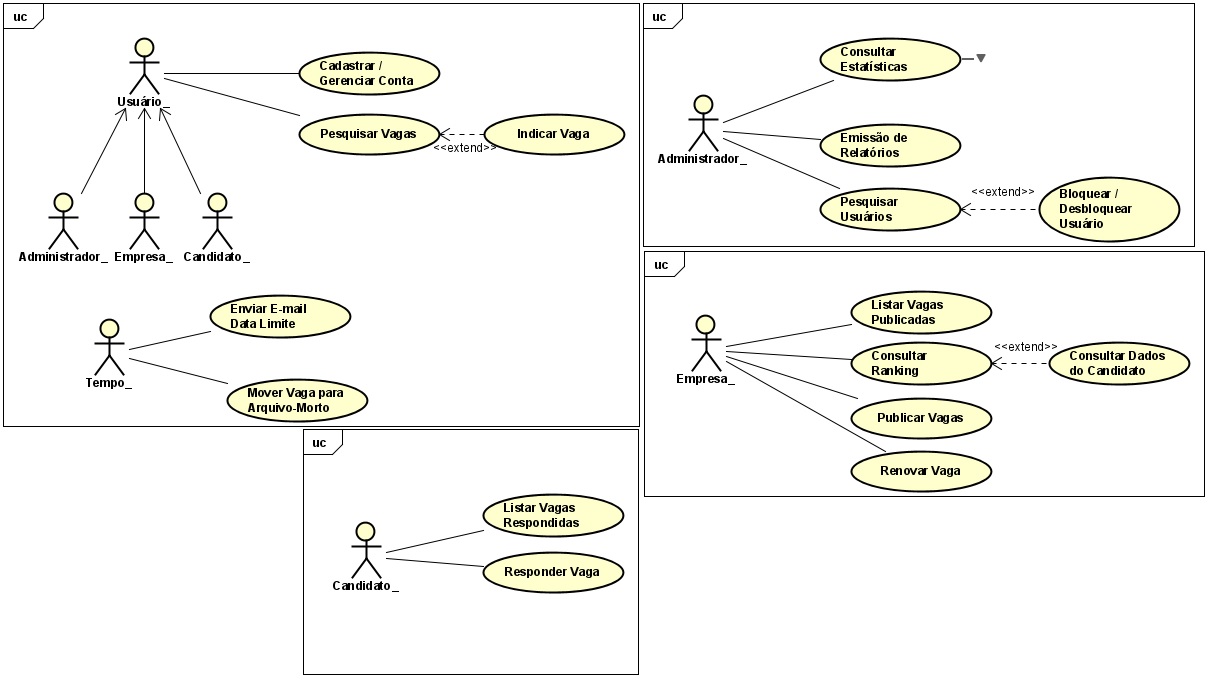 uc
Usuário_
Cadastrar /
Gerenciar Conta
Pesquisar Vagas
<<extend>>
Indicar Vaga
Administrador_
Empresa_
Candidato_
Tempo_
Enviar E-mail
Data Limite
Mover Vaga para
Arquivo-Morto
uc
Administrador_
Consultar
Estatísticas
Emissão de
Relatórios
Pesquisar
Usuários
<<extend>>
Bloquear /
Desbloquear
Usuário
uc
Empresa_
Listar Vagas
Publicadas
Consultar
Ranking
<<extend>>
Consultar Dados
do Candidato
Publicar Vagas
Renovar Vaga
uc
Candidato_
Listar Vagas
Respondidas
Responder Vaga